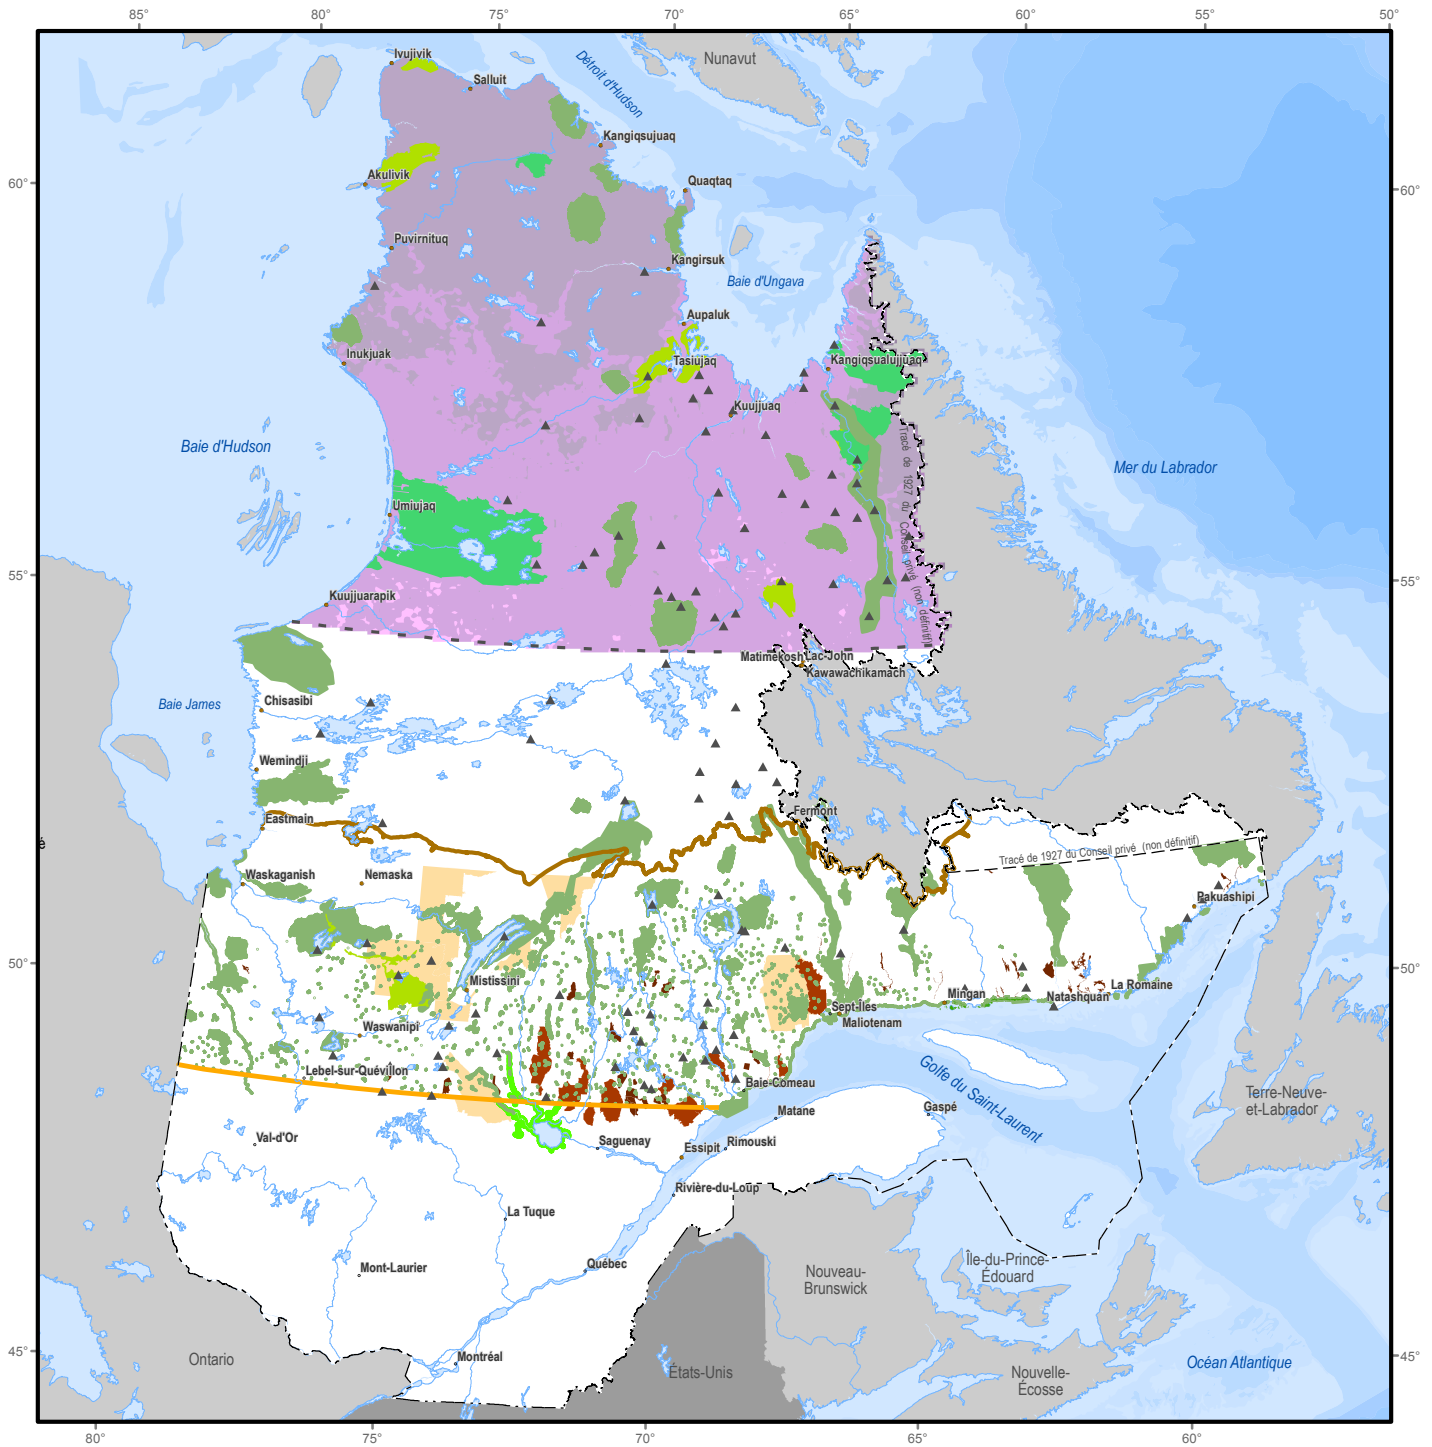 85°
80°
75°
70°
65°
60°
55°
50°
Ivujivik
Salluit
Détroit d'Hudson
Nunavut
Kangiqsujuaq
60°
Akulivik
Quaqtaq
60°
Puvirnituq
Kangirsuk
Baie d'Ungava
Aupaluk
Inukjuak
Tasiujaq
Kangiqsualujjuaq
Kuujjuaq
Baie d'Hudson
Mer du Labrador
Tracé de 1927 du Conseil privé (non définitif)
Umiujaq
55°
55°
Kuujjuarapik
Matimekosh
Lac-John
Kawawachikamach
Chisasibi
Baie James
Wemindji
Eastmain
Fermont
é
Tracé de 1927 du Conseil privé (non définitif)
Waskaganish
Nemaska
Pakuashipi
50°
50°
Mistissini
La Romaine
Mingan
Natashquan
Sept-Îles
Maliotenam
Waswanipi
Lebel-sur-Quévillon
Baie-Comeau
Golfe du Saint-Laurent
Matane
Gaspé
Terre-Neuve-
et-Labrador
Val-d'Or
Saguenay
Essipit
Rimouski
Rivière-du-Loup
La Tuque
Mont-Laurier
Québec
Nouveau-
Brunswick
Île-du-Prince-
Édouard
45°
45°
Ontario
Montréal
États-Unis
Nouvelle-
Écosse
Océan Atlantique
80°
75°
70°
65°
60°